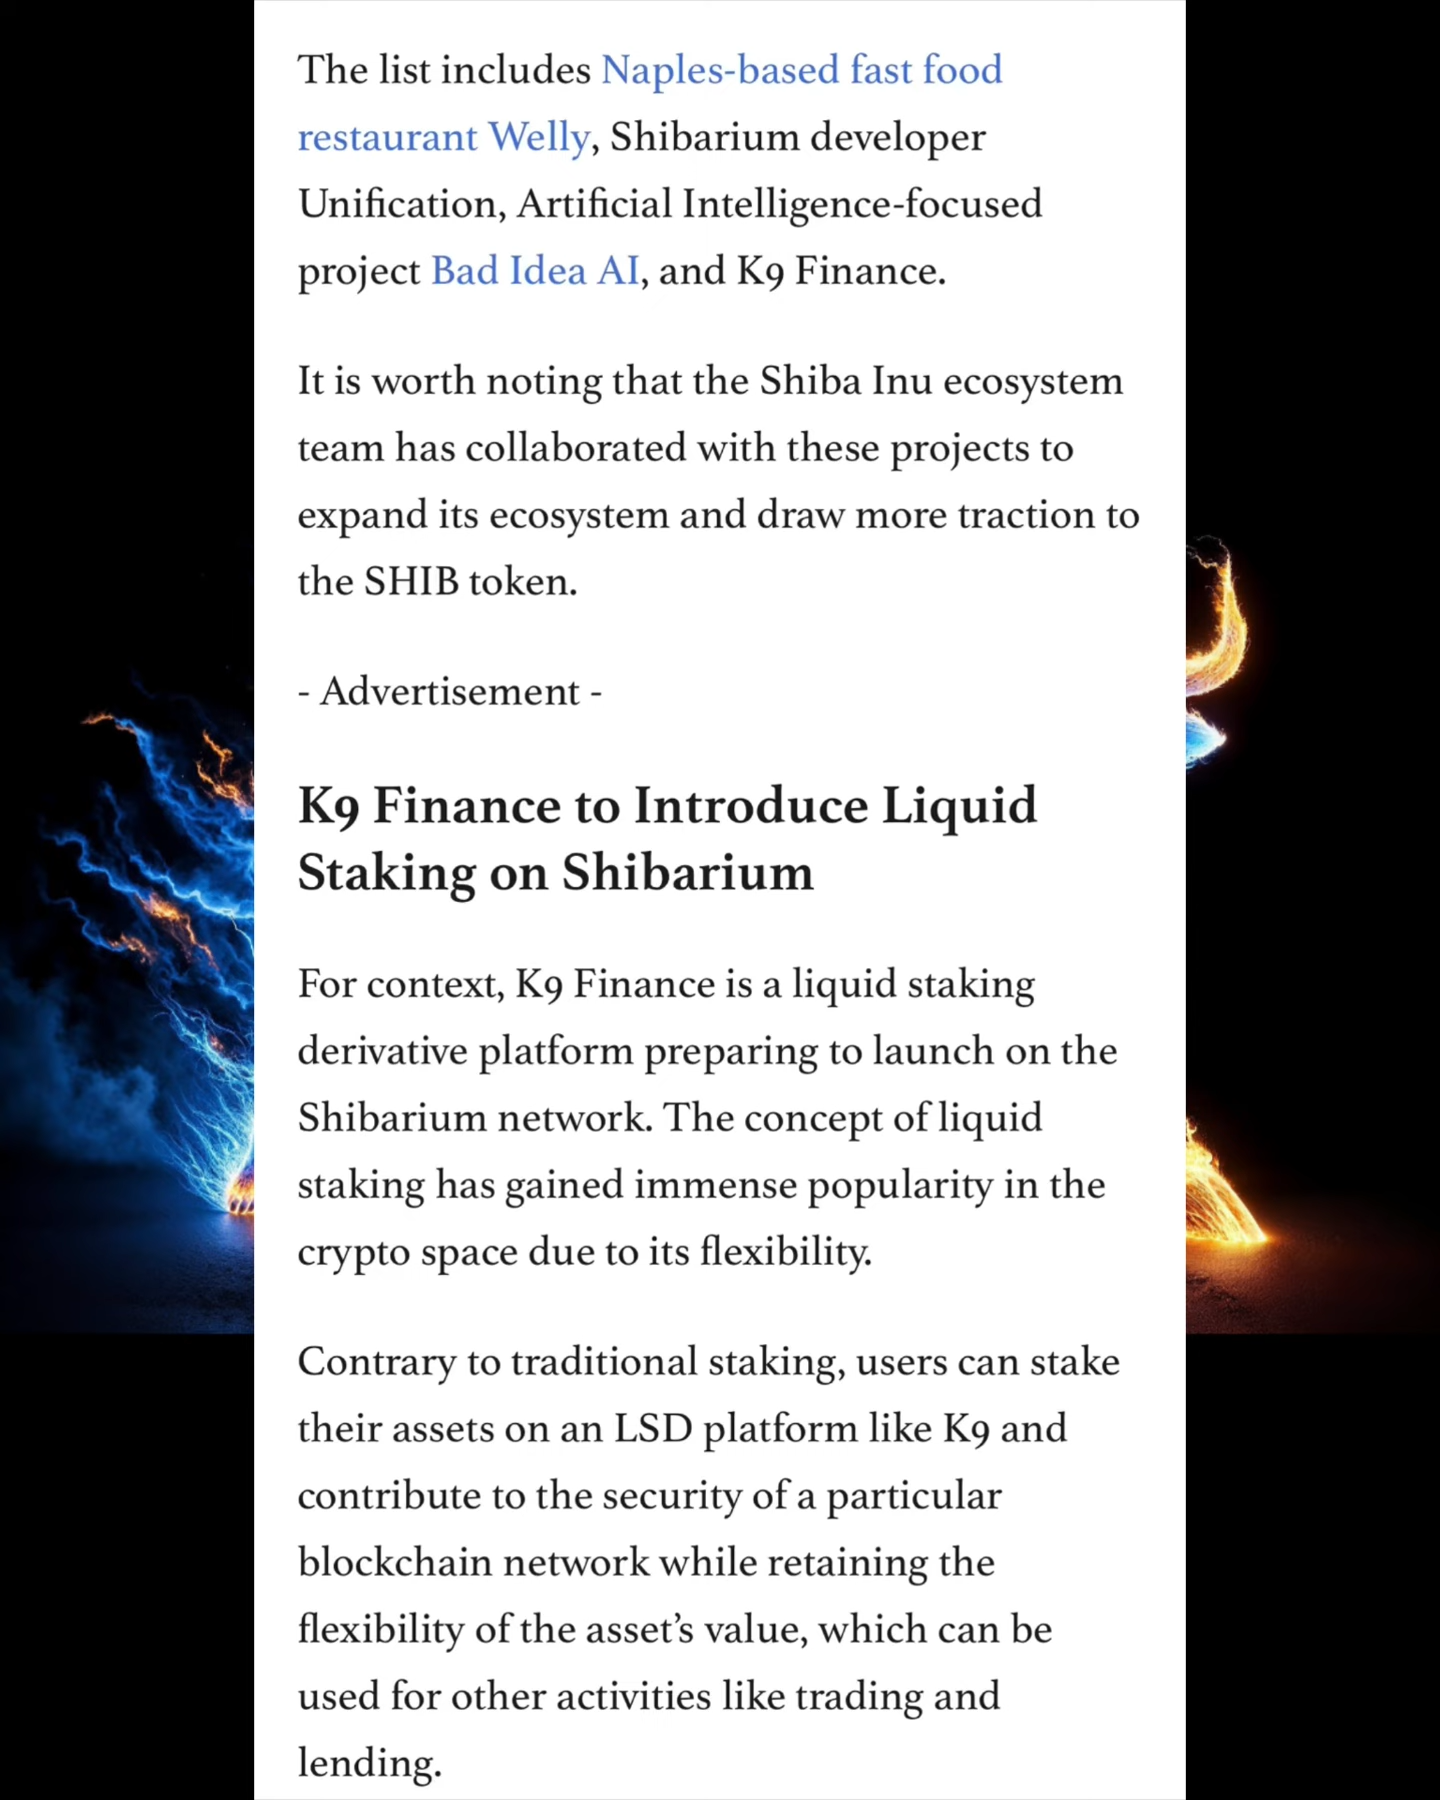 The list includes Naples-based fast food
restaurant Welly, Shibarium developer
Unification, Artificial Intelligence-focused
project Bad Idea AI, and K9 Finance.
It is worth noting that the Shiba Inu ecosystem
team has collaborated with these projects to
expand its ecosystem and draw more traction to
the SHIB token.
- Advertisement -
K9 Finance to Introduce Liquid
Staking on Shibarium
For context, K9 Finance is a liquid staking
derivative platform preparing to launch on the
Shibarium network. The concept of liquid
staking has gained immense popularity in the
crypto space due to its flexibility.
Contrary to traditional staking, users can stake
their assets on an LSD platform like K9 and
contribute to the security of a particular
blockchain network while retaining the
flexibility of the asset’s value, which can be
used for other activities like trading and
lending.